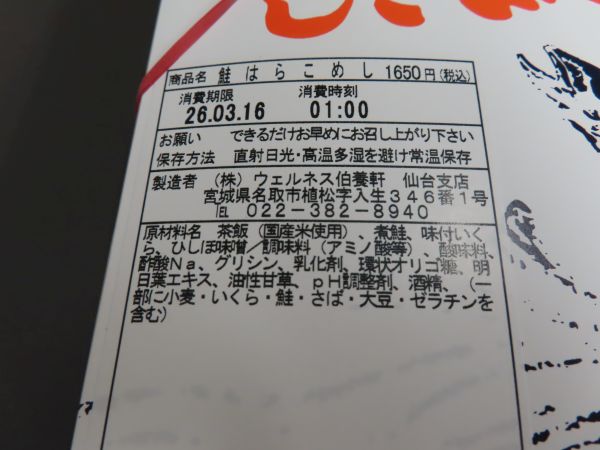 商品名 鮭はらこめし 1650円(税込)
消費期限 消費時刻
26.03.16 01:00
お願い できるだけお早めにお召し上がり下さい
保存方法 直射日光・高温多湿を避け常温保存
製造者 (株)ウェルネス伯養軒 仙台支店
宮城県名取市植松字入生346番1号
℡ 022-382-8940
原材料名 茶飯(国産米使用)、煮鮭、味付いく
ら、ひしほ味噌/調味料(アミノ酸等)、酸味料、
酢酸Na、グリシン、乳化剤、環状オリゴ糖、明
日葉エキス、油性甘草、pH調整剤、酒精、(一
部に小麦・いくら・鮭・さば・大豆・ゼラチンを
含む)